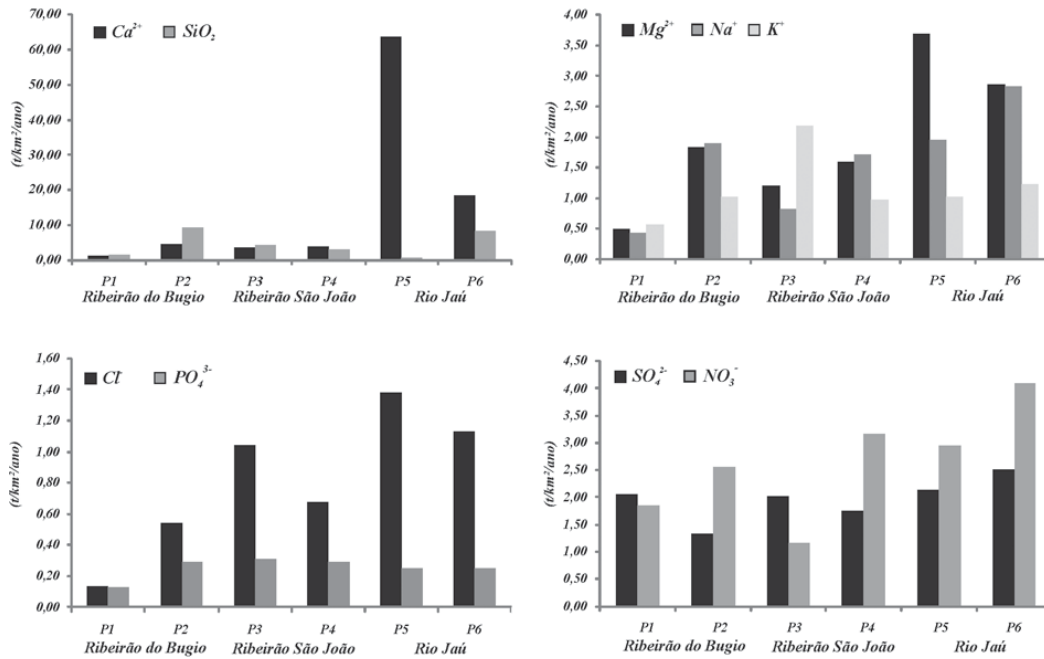 (t/km²/ano)
70,00
60,00
50,00
40,00
30,00
20,00
10,00
0,00
Ca²⁺ SiO₂
P1 P2 P3 P4 P5 P6
Ribeirão do Bugio Ribeirão São João Rio Jaú
(t/km²/ano)
4,00
3,50
3,00
2,50
2,00
1,50
1,00
0,50
0,00
Mg²⁺ Na⁺ K⁺
P1 P2 P3 P4 P5 P6
Ribeirão do Bugio Ribeirão São João Rio Jaú
(t/km²/ano)
1,60
1,40
1,20
1,00
0,80
0,60
0,40
0,20
0,00
Cl⁻ PO₄³⁻
P1 P2 P3 P4 P5 P6
Ribeirão do Bugio Ribeirão São João Rio Jaú
(t/km²/ano)
4,50
4,00
3,50
3,00
2,50
2,00
1,50
1,00
0,50
0,00
SO₄²⁻ NO₃⁻
P1 P2 P3 P4 P5 P6
Ribeirão do Bugio Ribeirão São João Rio Jaú